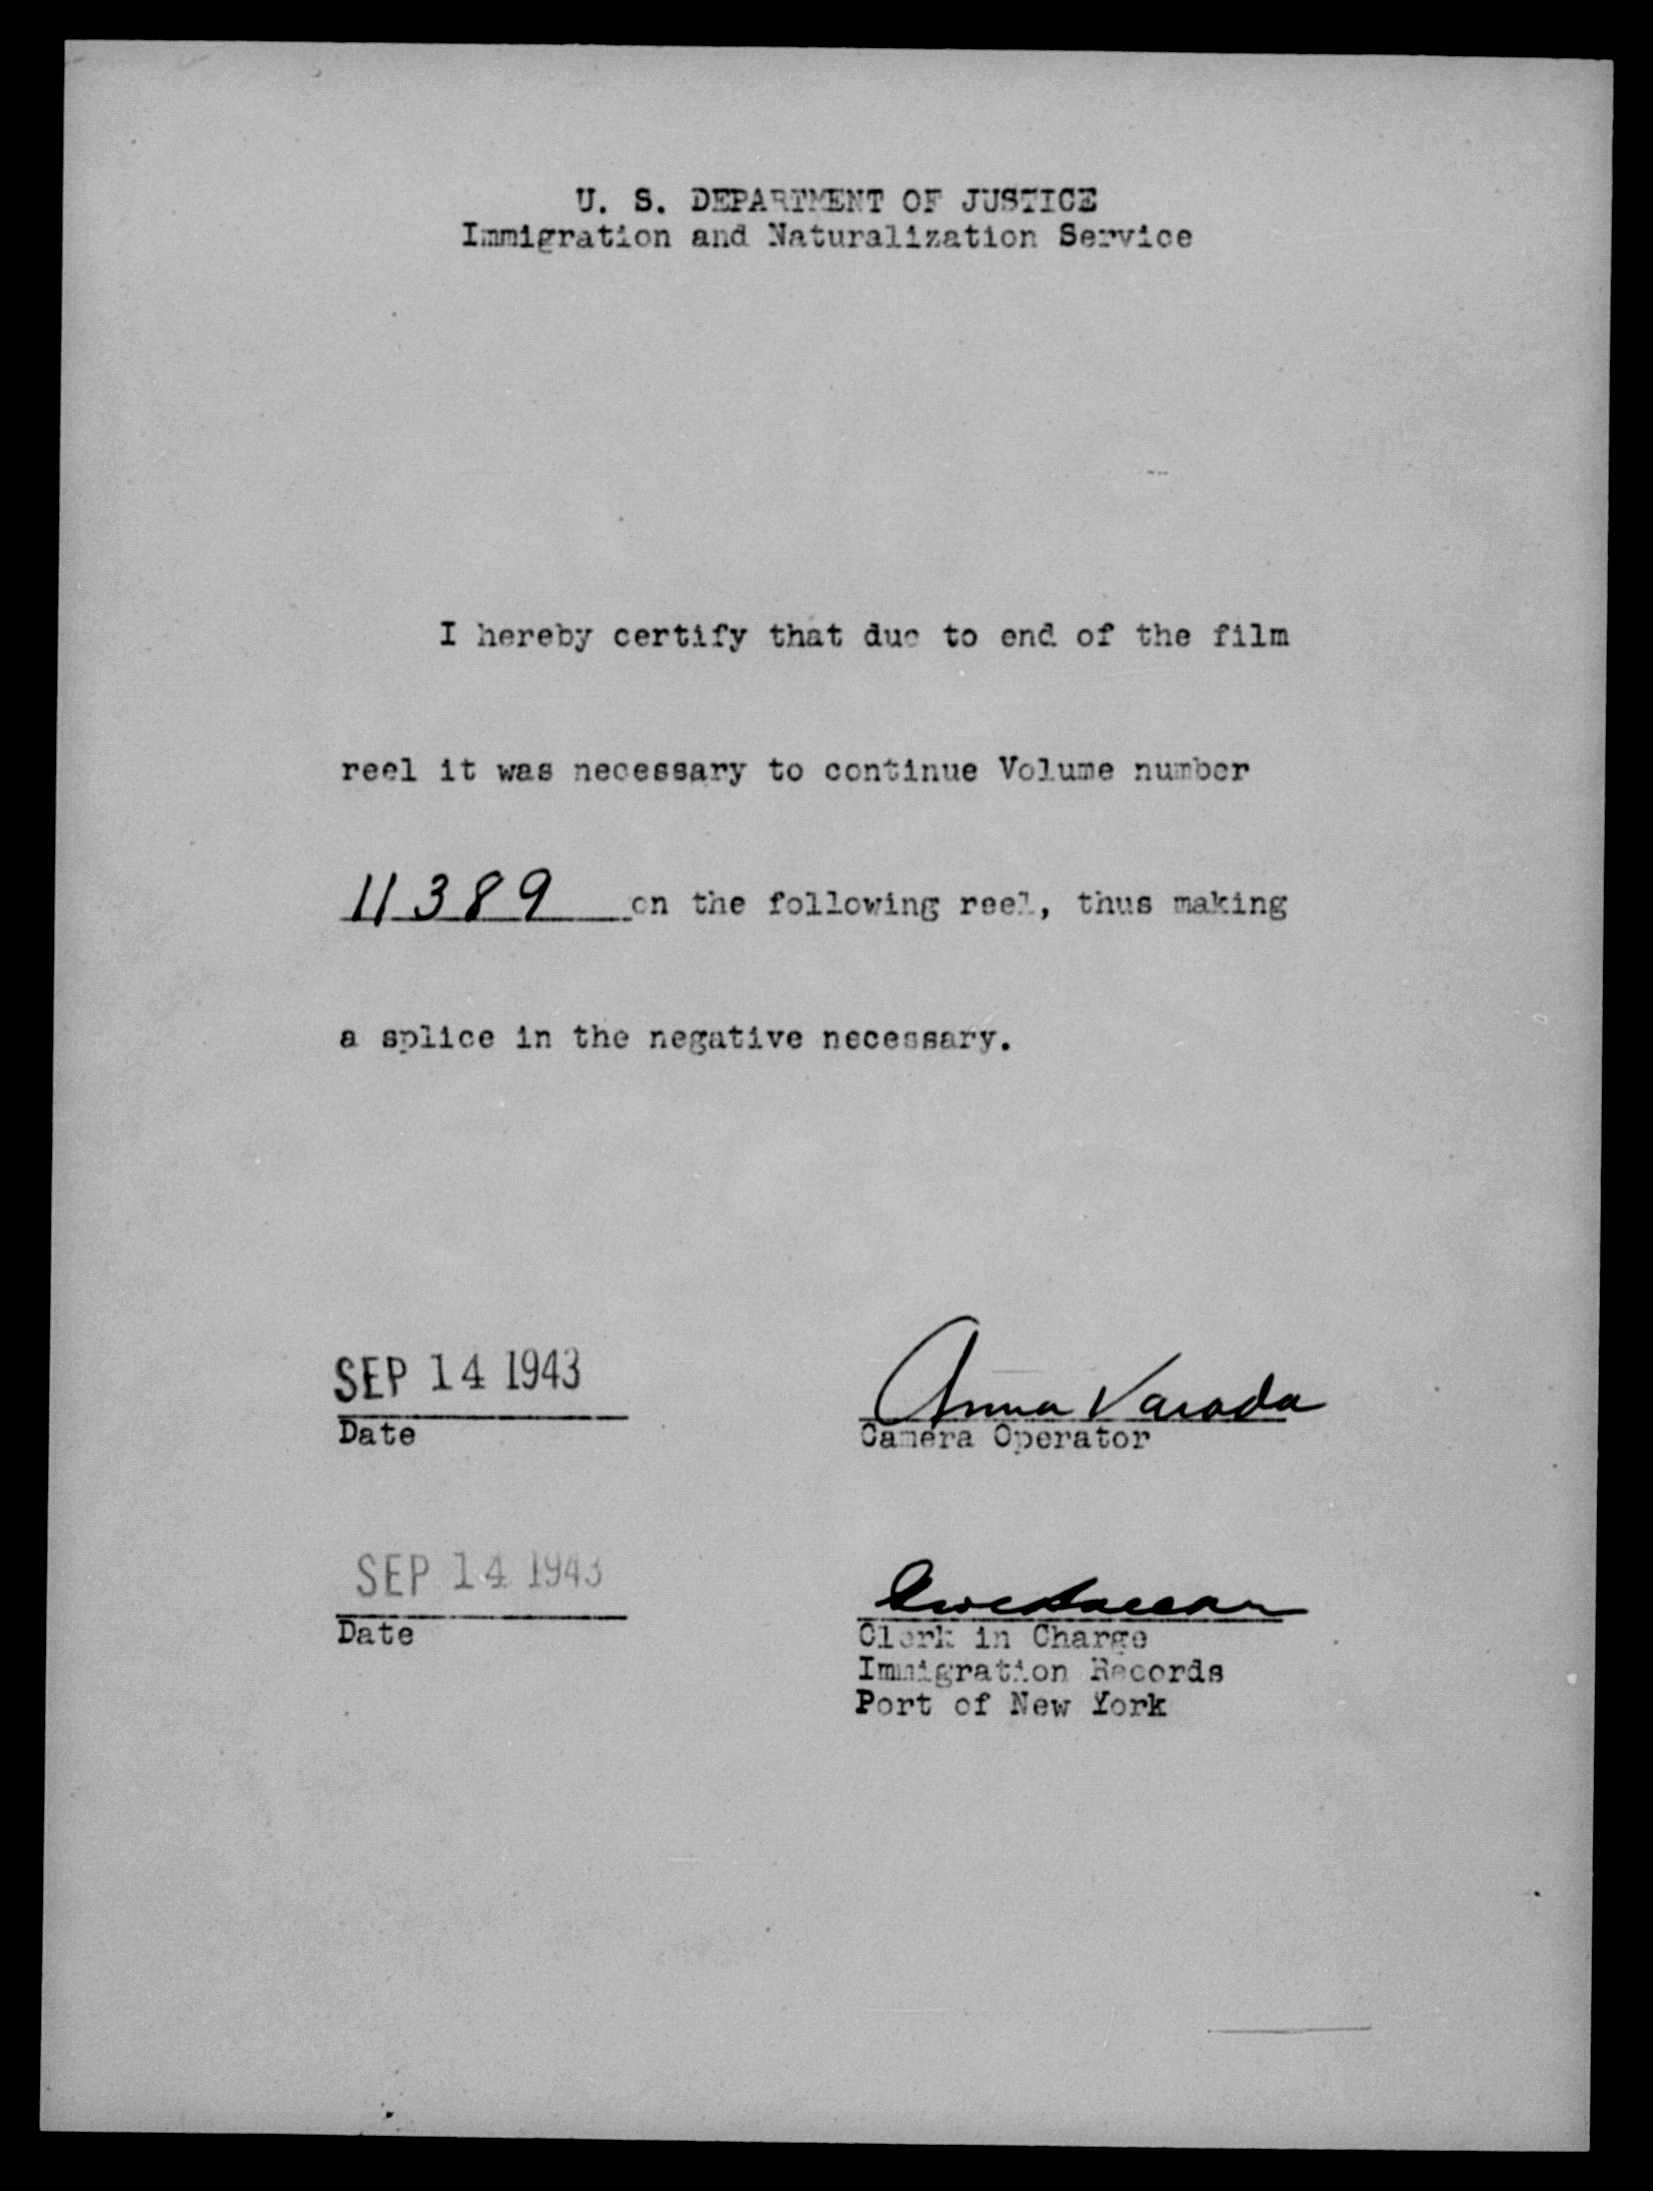 U. S. DEPARTMENT OF JUSTICE
Immigration and Naturalization Service
I hereby certify that due to end of the film
reel it was necessary to continue Volume number
11389 on the following reel, thus making
a splice in the negative necessary.
SEP 14 1943
Date
Anna Varada
Camera Operator
SEP 14 1943
Date
Clerk in Charge
Immigration Records
Port of New York